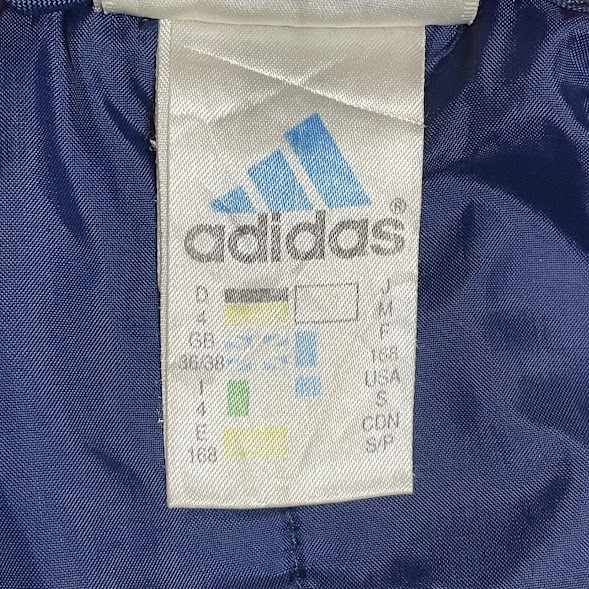 adidas®
D J
4 M
GB F
36/38 168
I USA
4 S
E CDN
168 S/P